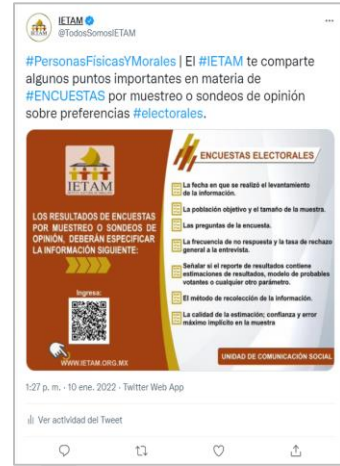 IETAM
@TodosSomosIETAM
#PersonasFísicasYMorales | El #IETAM te comparte
algunos puntos importantes en materia de
#ENCUESTAS por muestreo o sondeos de opinión
sobre preferencias #electorales.
IETAM
LOS RESULTADOS DE ENCUESTAS
POR MUESTREO O SONDEOS DE
OPINIÓN, DEBERÁN ESPECIFICAR
LA INFORMACIÓN SIGUIENTE:
Ingresa:
WWW.IETAM.ORG.MX
ENCUESTAS ELECTORALES
La fecha en que se realizó el levantamiento
de la información.
La población objetivo y el tamaño de la muestra.
Las preguntas de la encuesta.
La frecuencia de no respuesta y la tasa de rechazo
general a la entrevista.
Señalar si el reporte de resultados contiene
estimaciones de resultados, modelo de probables
votantes o cualquier otro parámetro.
El método de recolección de la información.
La calidad de la estimación; confianza y error
máximo implícito en la muestra
UNIDAD DE COMUNICACIÓN SOCIAL
1:27 p. m. · 10 ene. 2022 · Twitter Web App
Ver actividad del Tweet